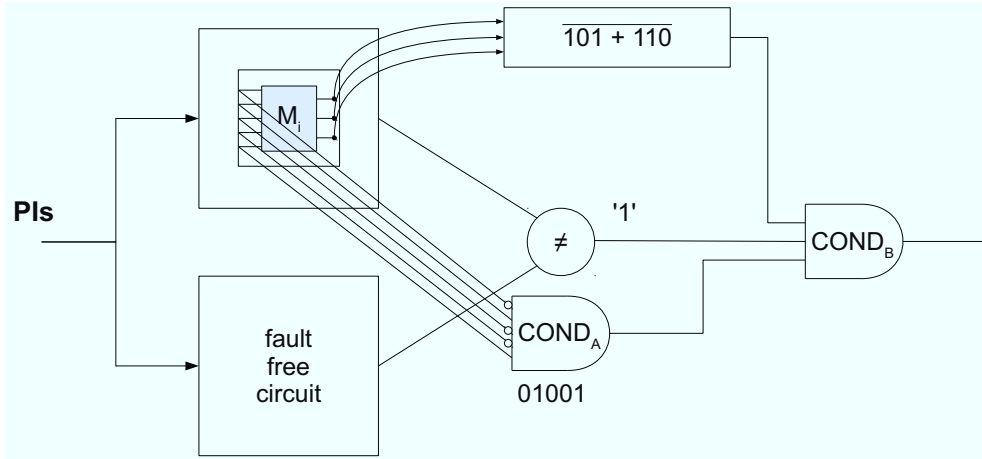 101 + 110
M_i
PIs
'1'
≠
COND_B
COND_A
fault
free
circuit
01001